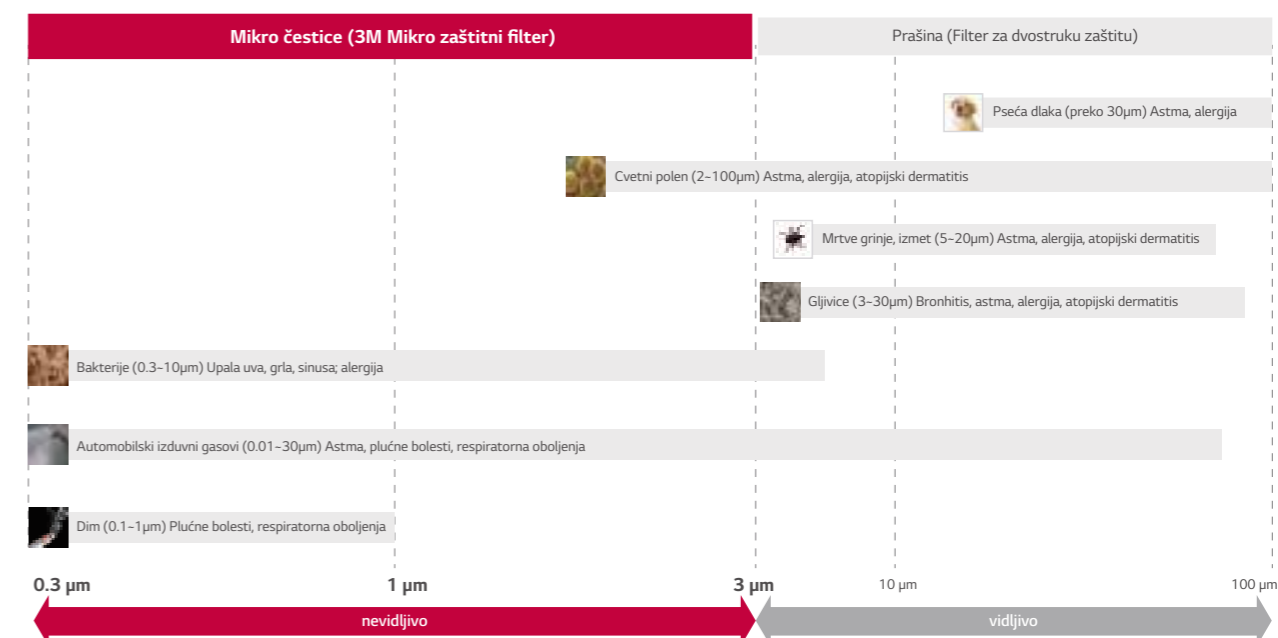 Mikro čestice (3M Mikro zaštitni filter)
Prašina (Filter za dvostruku zaštitu)
Pseća dlaka (preko 30µm) Astma, alergija
Cvetni polen (2~100µm) Astma, alergija, atopijski dermatitis
Mrtve grinje, izmet (5~20µm) Astma, alergija, atopijski dermatitis
Gljivice (3~30µm) Bronhitis, astma, alergija, atopijski dermatitis
Bakterije (0.3~10µm) Upala uva, grla, sinusa; alergija
Automobilski izduvni gasovi (0.01~30µm) Astma, plućne bolesti, respiratorna oboljenja
Dim (0.1~1µm) Plućne bolesti, respiratorna oboljenja
0.3 µm
1 µm
3 µm
10 µm
100 µm
nevidljivo
vidljivo